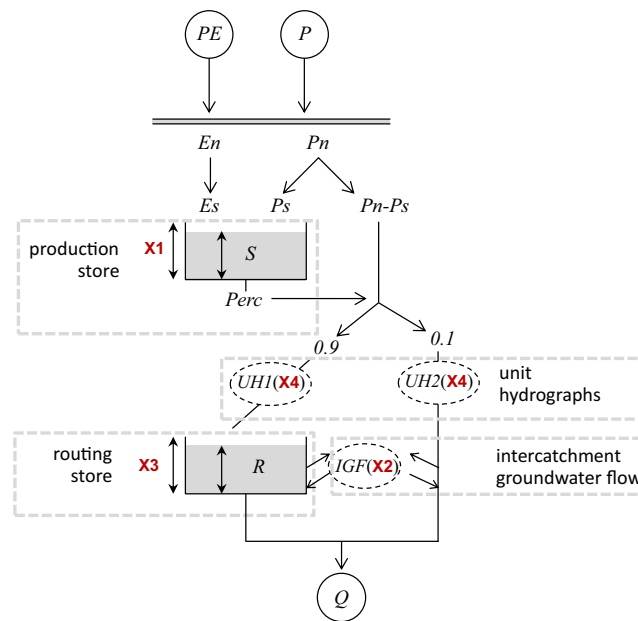 PE P
En Pn
Es Ps Pn-Ps
production
store
X1
S
Perc
0.9 0.1
UH1(X4) UH2(X4)
unit
hydrographs
routing
store
X3
R
IGF(X2)
intercatchment
groundwater flow
Q